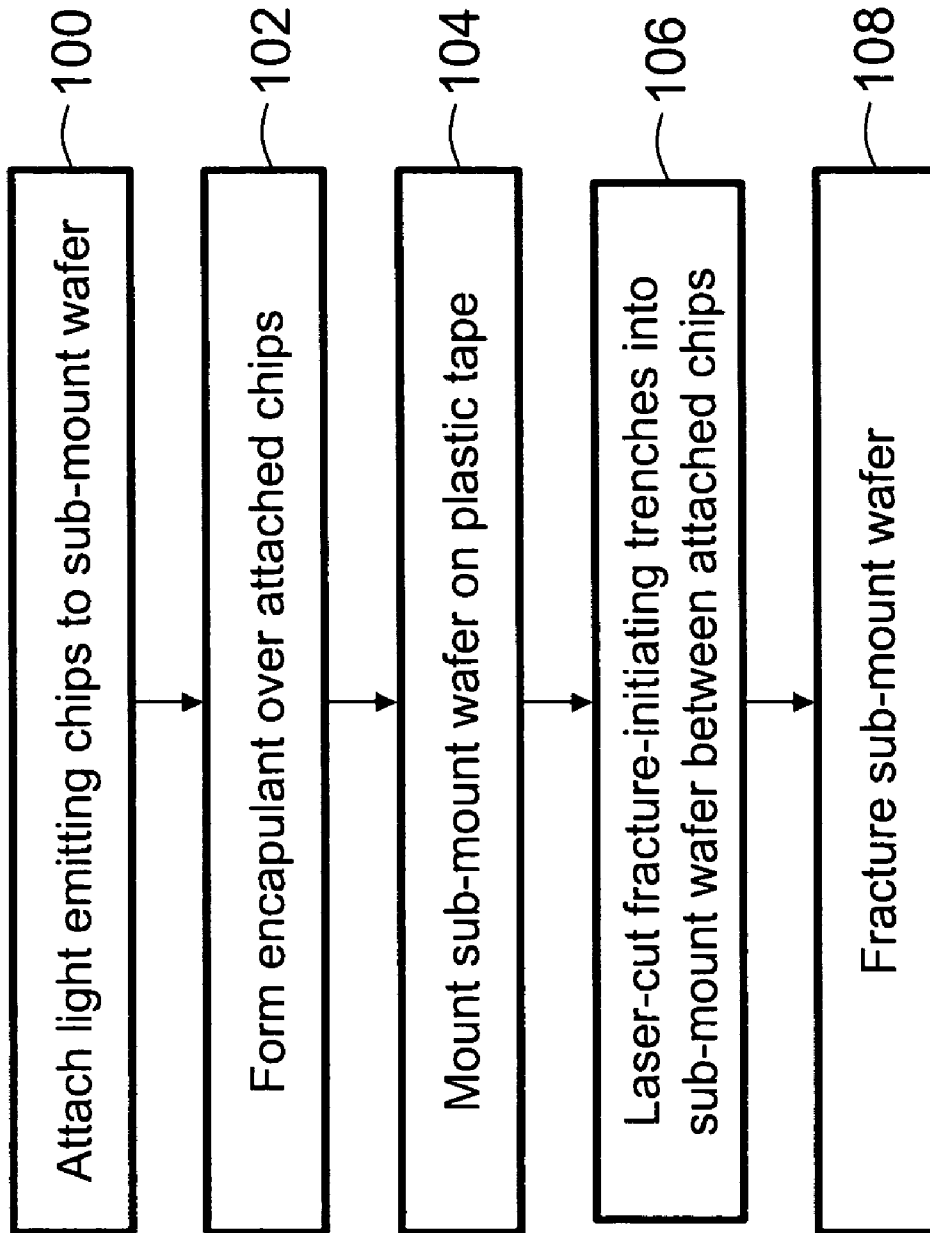 Attach light emitting chips to sub-mount wafer
100
Form encapulant over attached chips
102
Mount sub-mount wafer on plastic tape
104
Laser-cut fracture-initiating trenches into
sub-mount wafer between attached chips
106
Fracture sub-mount wafer
108